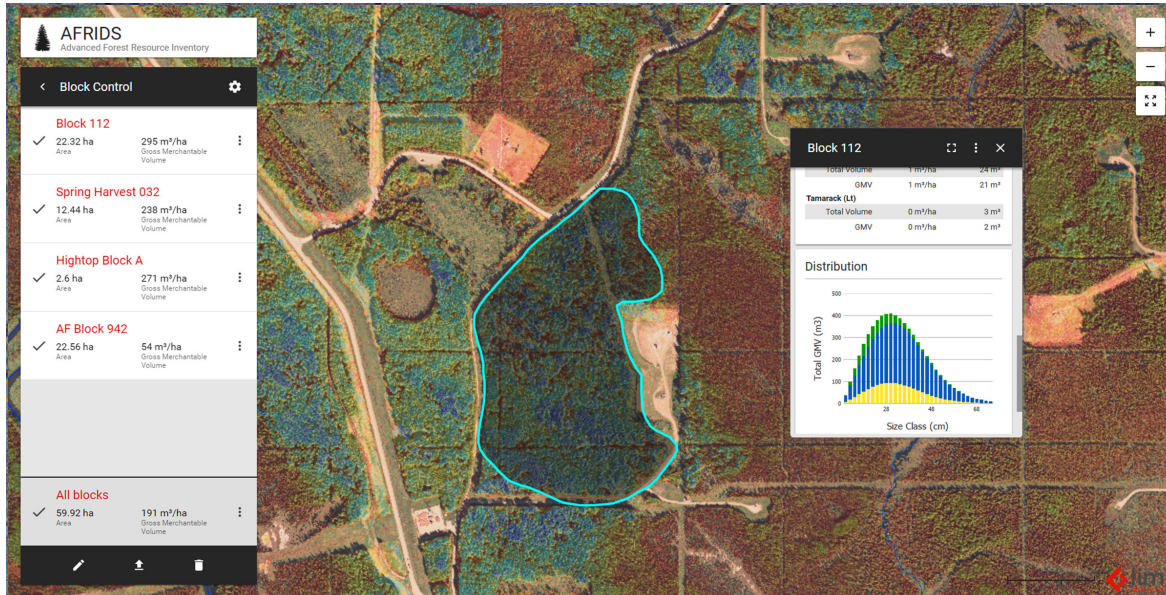 AFRIDS
Advanced Forest Resource Inventory
Block Control
Block 112
22.32 ha 295 m³/ha
Area Gross Merchantable
Volume
Spring Harvest 032
12.44 ha 238 m³/ha
Area Gross Merchantable
Volume
Hightop Block A
2.6 ha 271 m³/ha
Area Gross Merchantable
Volume
AF Block 942
22.56 ha 54 m³/ha
Area Gross Merchantable
Volume
All blocks
59.92 ha 191 m³/ha
Area Gross Merchantable
Volume
Block 112
Total Volume 1 m³/ha 24 m³
GMV 1 m³/ha 21 m³
Tamarack (Lt)
Total Volume 0 m³/ha 3 m³
GMV 0 m³/ha 2 m³
Distribution
500
400
300
200
100
0
Total GMV (m3)
28 48 60
Size Class (cm)